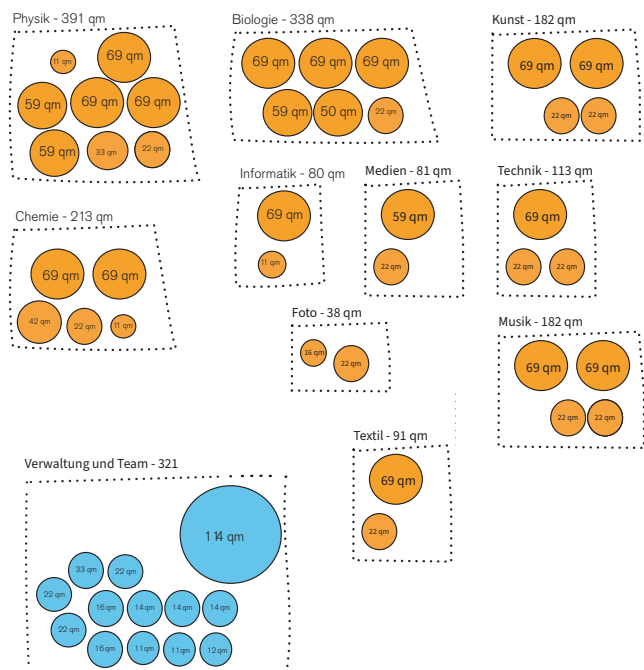 Physik - 391 qm
11 qm
69 qm
59 qm
69 qm
69 qm
59 qm
33 qm
22 qm
Biologie - 338 qm
69 qm
69 qm
69 qm
59 qm
50 qm
22 qm
Kunst - 182 qm
69 qm
69 qm
22 qm
22 qm
Chemie - 213 qm
69 qm
69 qm
42 qm
22 qm
11 qm
Informatik - 80 qm
69 qm
11 qm
Medien - 81 qm
59 qm
22 qm
Technik - 113 qm
69 qm
22 qm
22 qm
Foto - 38 qm
16 qm
22 qm
Musik - 182 qm
69 qm
69 qm
22 qm
22 qm
Textil - 91 qm
69 qm
22 qm
Verwaltung und Team - 321
114 qm
33 qm
22 qm
22 qm
16 qm
14 qm
14 qm
14 qm
22 qm
16 qm
11 qm
11 qm
12 qm